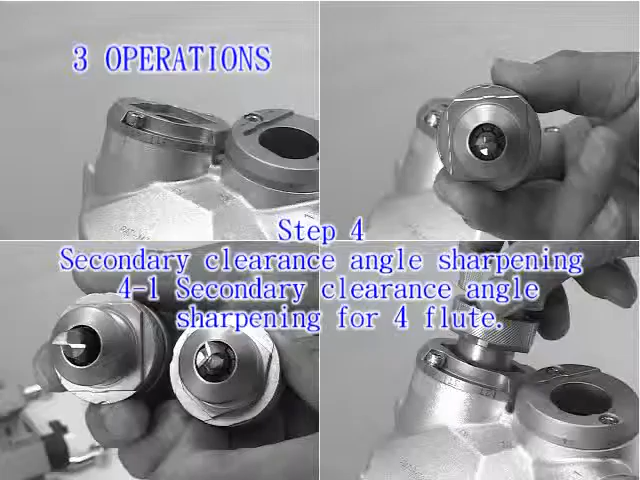 3 OPERATIONS
Step 4
Secondary clearance angle sharpening
4-1 Secondary clearance angle
sharpening for 4 flute.